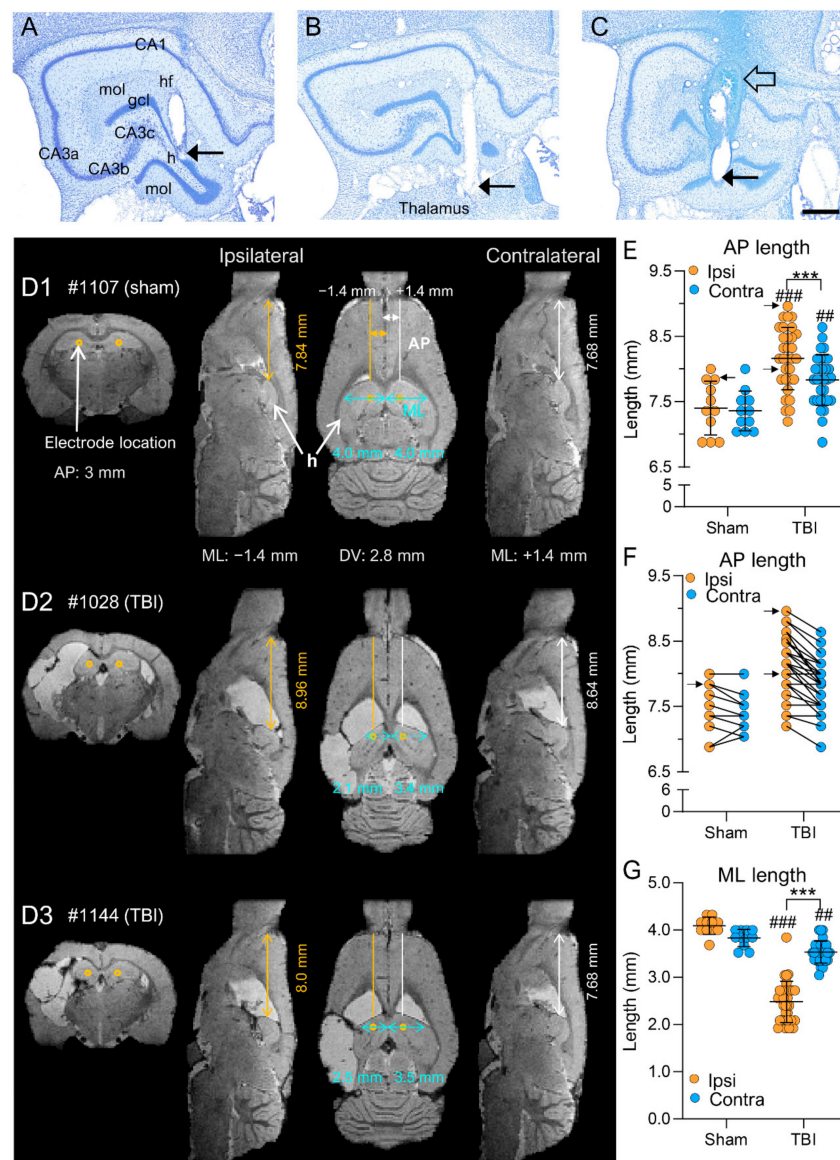 A
B
C
CA1
hf
mol
gcl
CA3c
CA3a
CA3b
h
mol
Thalamus
Ipsilateral
Contralateral
D1 #1107 (sham)
−1.4 mm
+1.4 mm
7.84 mm
AP
7.68 mm
ML
Electrode location
h
4.0 mm 4.0 mm
AP: 3 mm
ML: −1.4 mm
DV: 2.8 mm
ML: +1.4 mm
D2 #1028 (TBI)
8.96 mm
8.64 mm
2.1 mm 3.4 mm
D3 #1144 (TBI)
8.0 mm
7.68 mm
2.5 mm 3.5 mm
E
AP length
Ipsi
Contra
***
###
##
Length (mm)
9.5
8.5
7.5
6.5
5
0
Sham
TBI
F
AP length
Ipsi
Contra
Length (mm)
9.5
8.5
7.5
6.5
6
0
Sham
TBI
G
ML length
***
###
##
Length (mm)
5.0
4.0
3.0
2.0
1.0
0.0
Ipsi
Contra
Sham
TBI